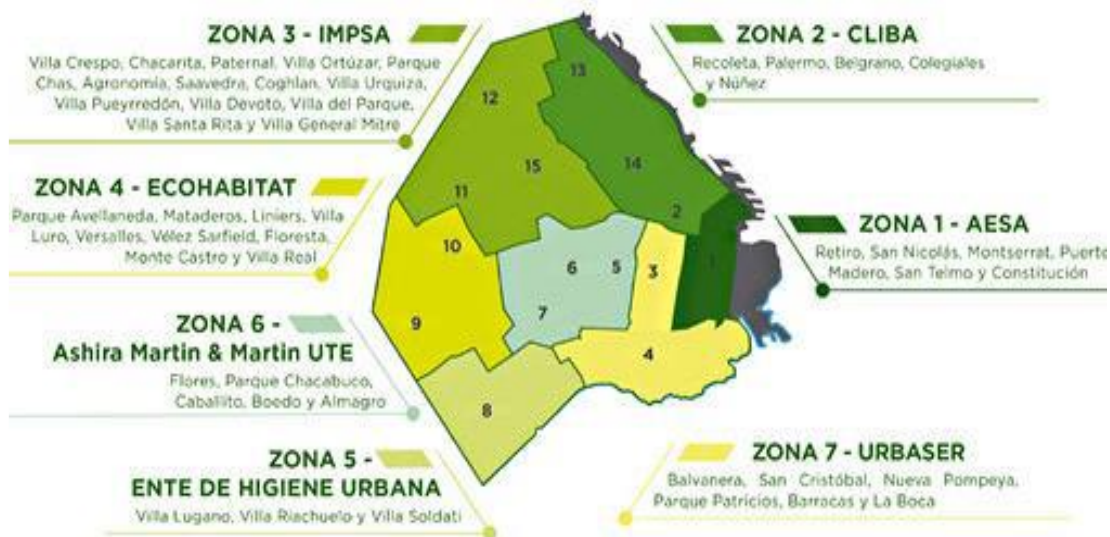 ZONA 3 - IMPSA
Villa Crespo, Chacarita, Paternal, Villa Ortúzar, Parque
Chas, Agronomía, Saavedra, Coghlan, Villa Urquiza,
Villa Pueyrredón, Villa Devoto, Villa del Parque,
Villa Santa Rita y Villa General Mitre
ZONA 2 - CLIBA
Recoleta, Palermo, Belgrano, Colegiales
y Núñez
ZONA 4 - ECOHABITAT
Parque Avellaneda, Mataderos, Liniers, Villa
Luro, Versalles, Vélez Sarfield, Floresta,
Monte Castro y Villa Real
ZONA 1 - AESA
Retiro, San Nicolás, Montserrat, Puerto
Madero, San Telmo y Constitución
ZONA 6 -
Ashira Martin & Martin UTE
Flores, Parque Chacabuco,
Caballito, Boedo y Almagro
ZONA 5 -
ENTE DE HIGIENE URBANA
Villa Lugano, Villa Riachuelo y Villa Soldati
ZONA 7 - URBASER
Balvanera, San Cristóbal, Nueva Pompeya,
Parque Patricios, Barracas y La Boca
13
12
14
15
11
2
10
6
5
3
1
7
9
4
8